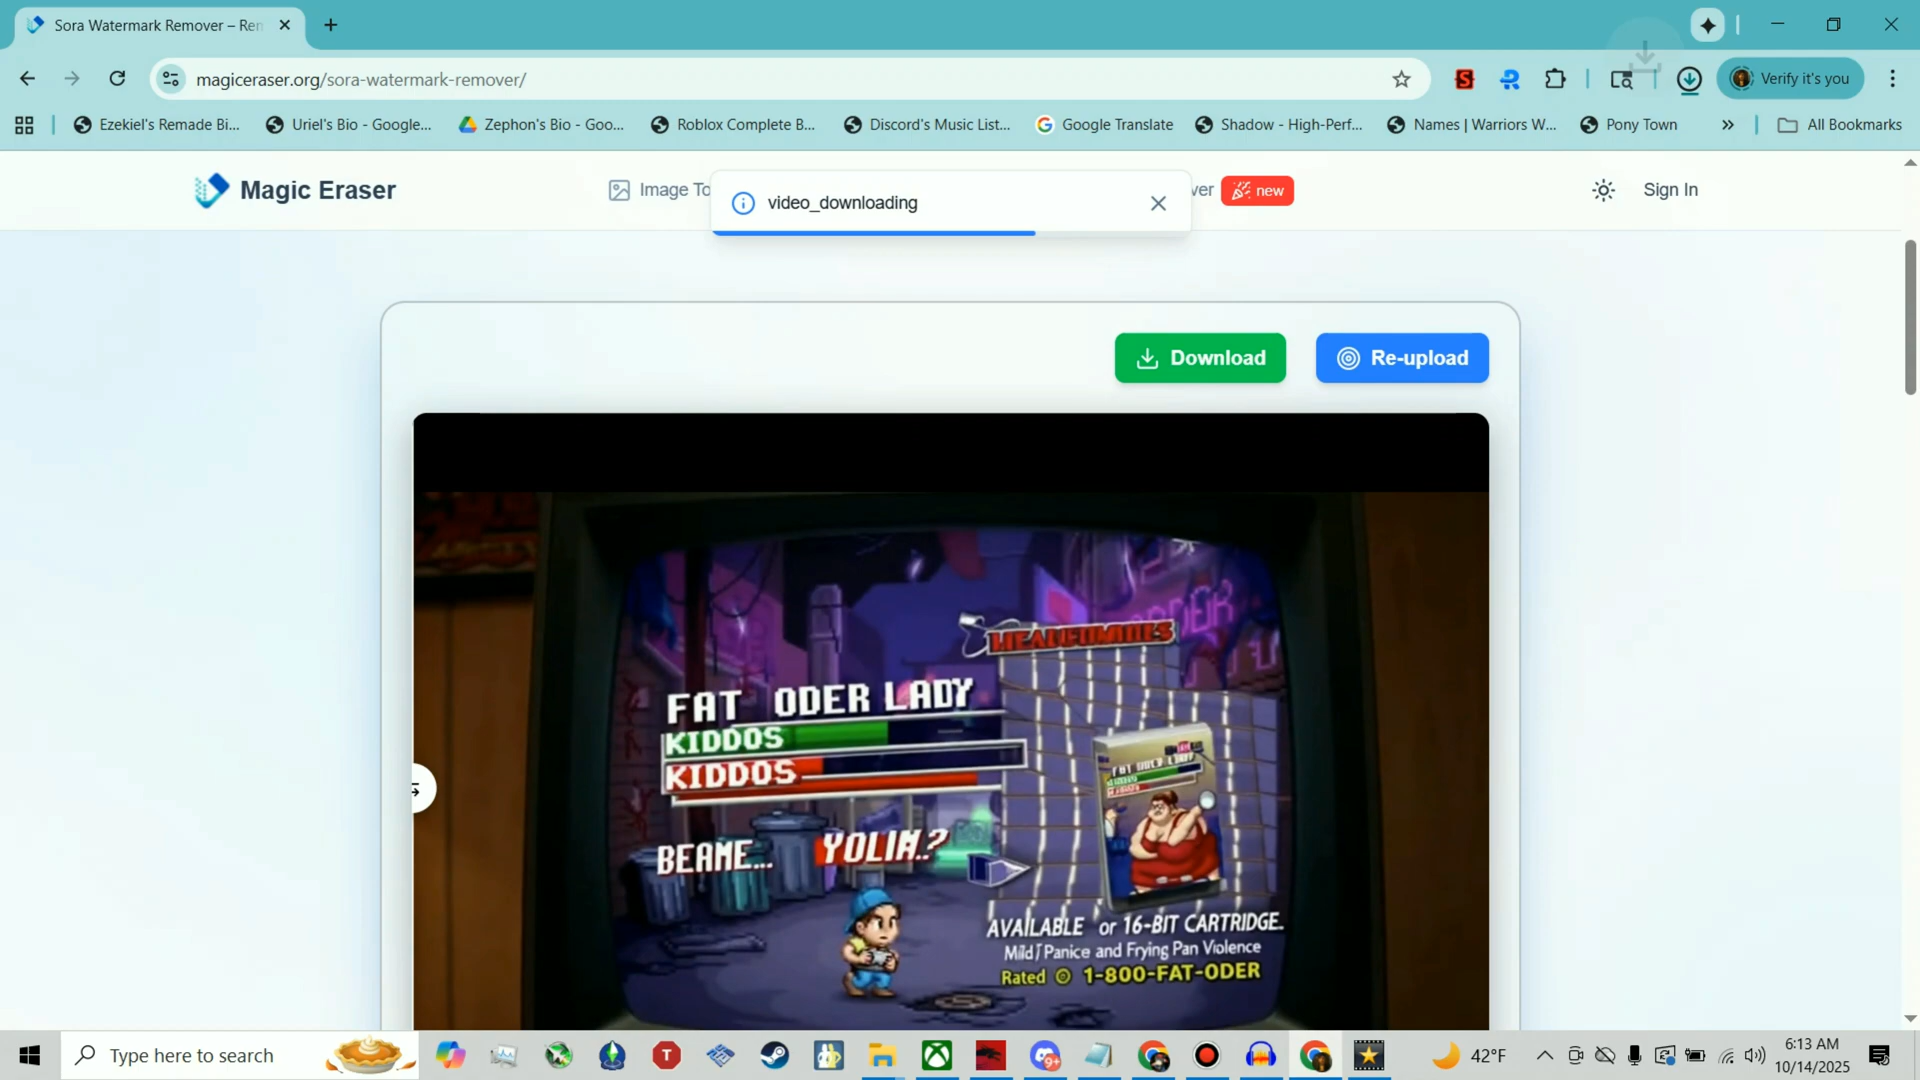 Sora Watermark Remover – Ren
magiceraser.org/sora-watermark-remover/
Verify it's you
Ezekiel's Remade Bi...
Uriel's Bio - Google...
Zephon's Bio - Goo...
Roblox Complete B...
Discord's Music List...
Google Translate
Shadow - High-Perf...
Names | Warriors W...
Pony Town
»
All Bookmarks
Magic Eraser
Image To
video_downloading
ver
new
Sign In
Download
Re-upload
FAT ODER LADY
KIDDOS
KIDDOS
BEAME... YOLIN.?
AVAILABLE or 16-BIT CARTRIDGE.
Mild Panice and Frying Pan Violence
Rated 1-800-FAT-ODER
Type here to search
9+
42°F
6:13 AM
10/14/2025